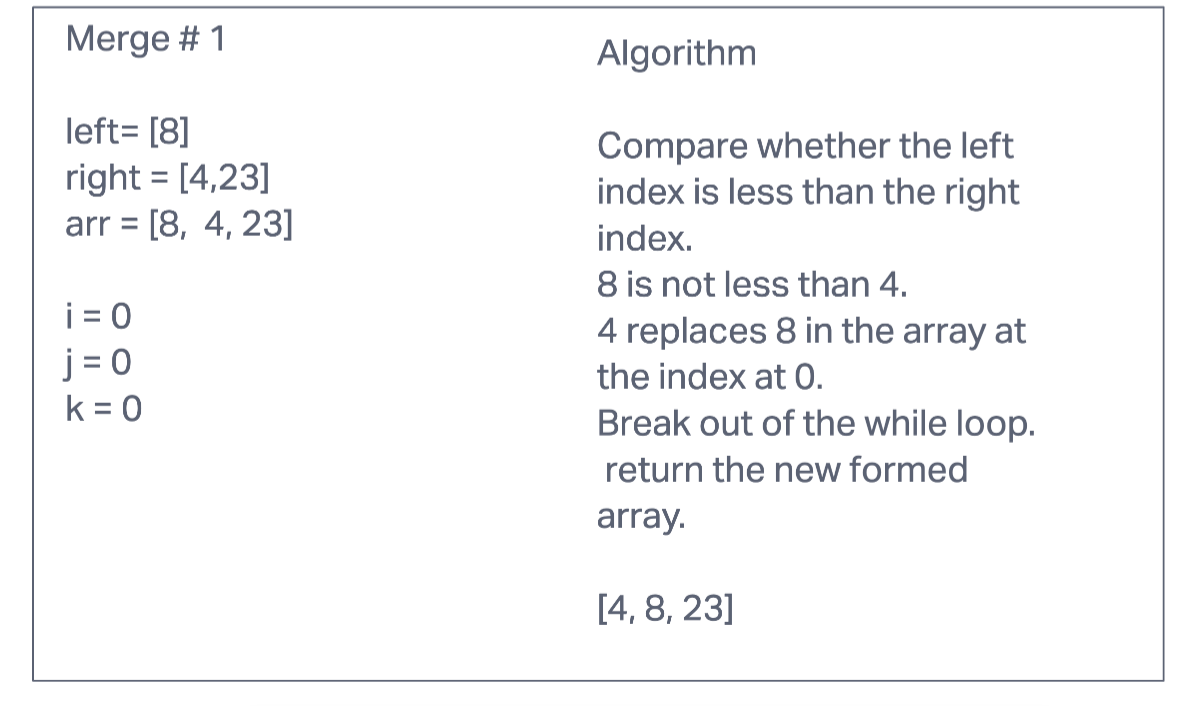 Merge # 1
left= [8]
right = [4,23]
arr = [8,  4, 23]
i = 0
j = 0
k = 0
Algorithm
Compare whether the left
index is less than the right
index.
8 is not less than 4.
4 replaces 8 in the array at
the index at 0.
Break out of the while loop.
return the new formed
array.
[4, 8, 23]